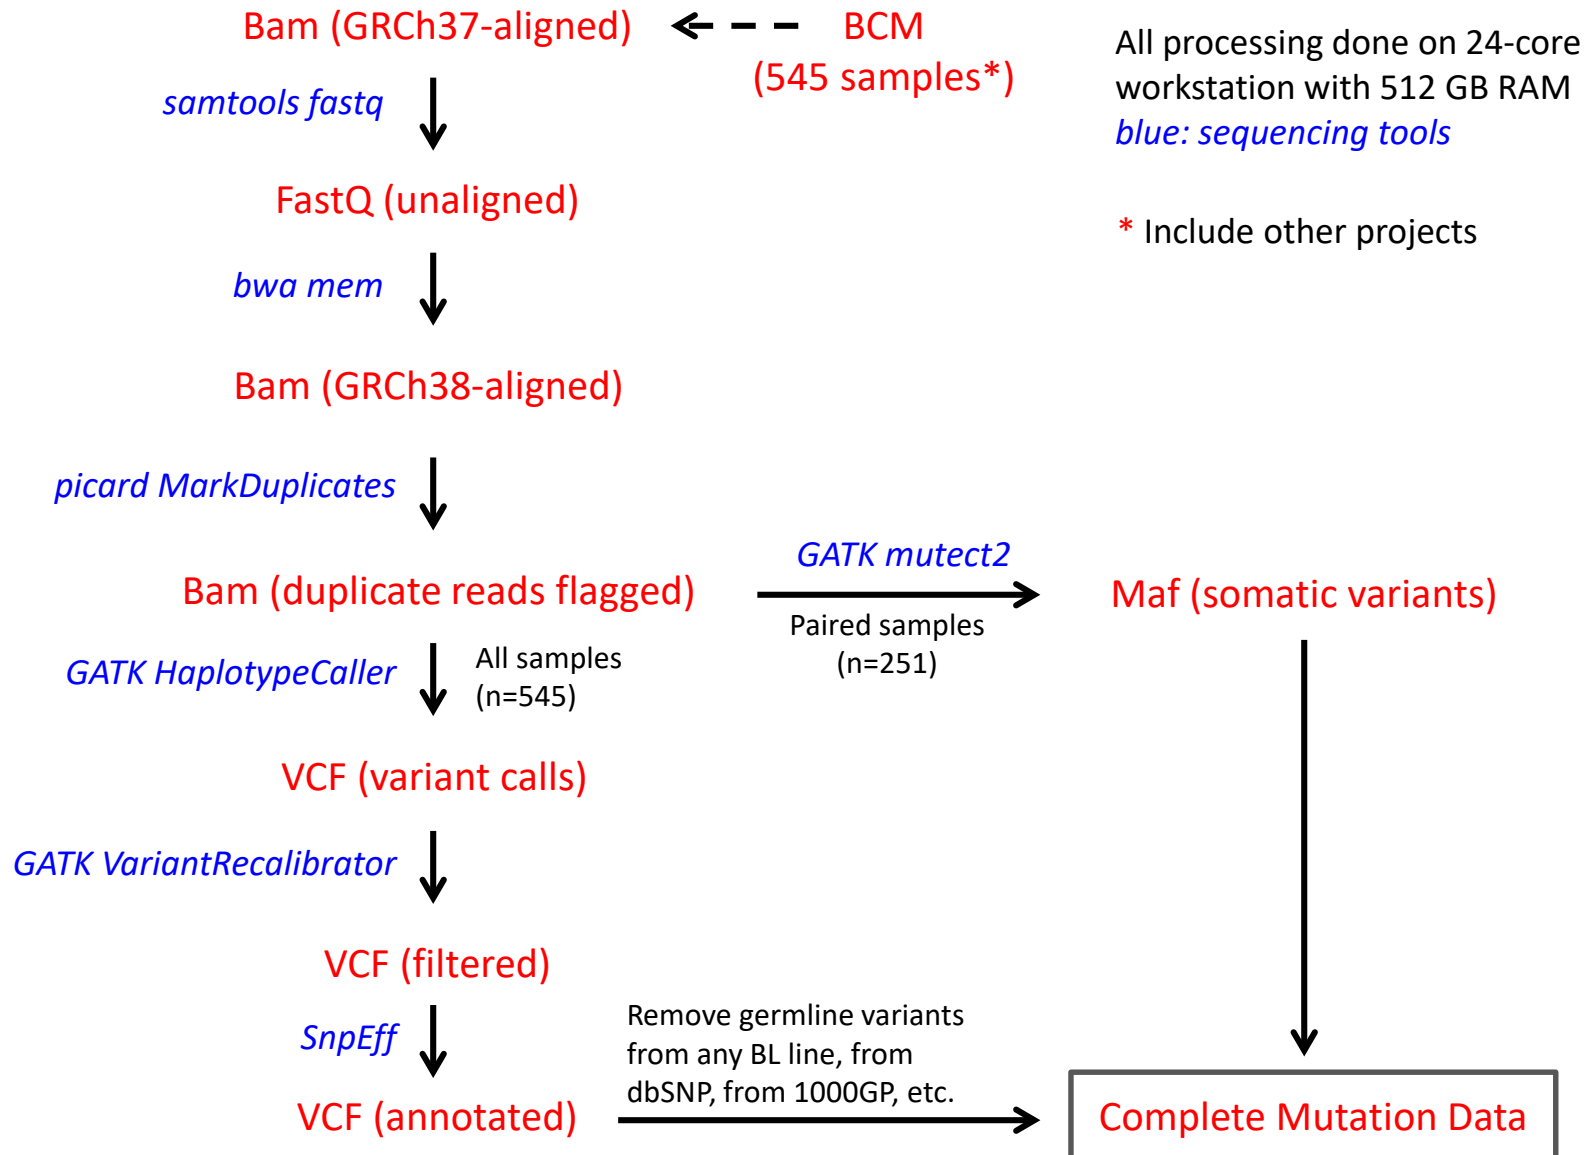 Bam (GRCh37-aligned)
BCM
(545 samples*)
All processing done on 24-core
workstation with 512 GB RAM
blue: sequencing tools
* Include other projects
samtools fastq
FastQ (unaligned)
bwa mem
Bam (GRCh38-aligned)
picard MarkDuplicates
Bam (duplicate reads flagged)
GATK mutect2
Paired samples
(n=251)
Maf (somatic variants)
GATK HaplotypeCaller
All samples
(n=545)
VCF (variant calls)
GATK VariantRecalibrator
VCF (filtered)
SnpEff
Remove germline variants
from any BL line, from
dbSNP, from 1000GP, etc.
VCF (annotated)
Complete Mutation Data